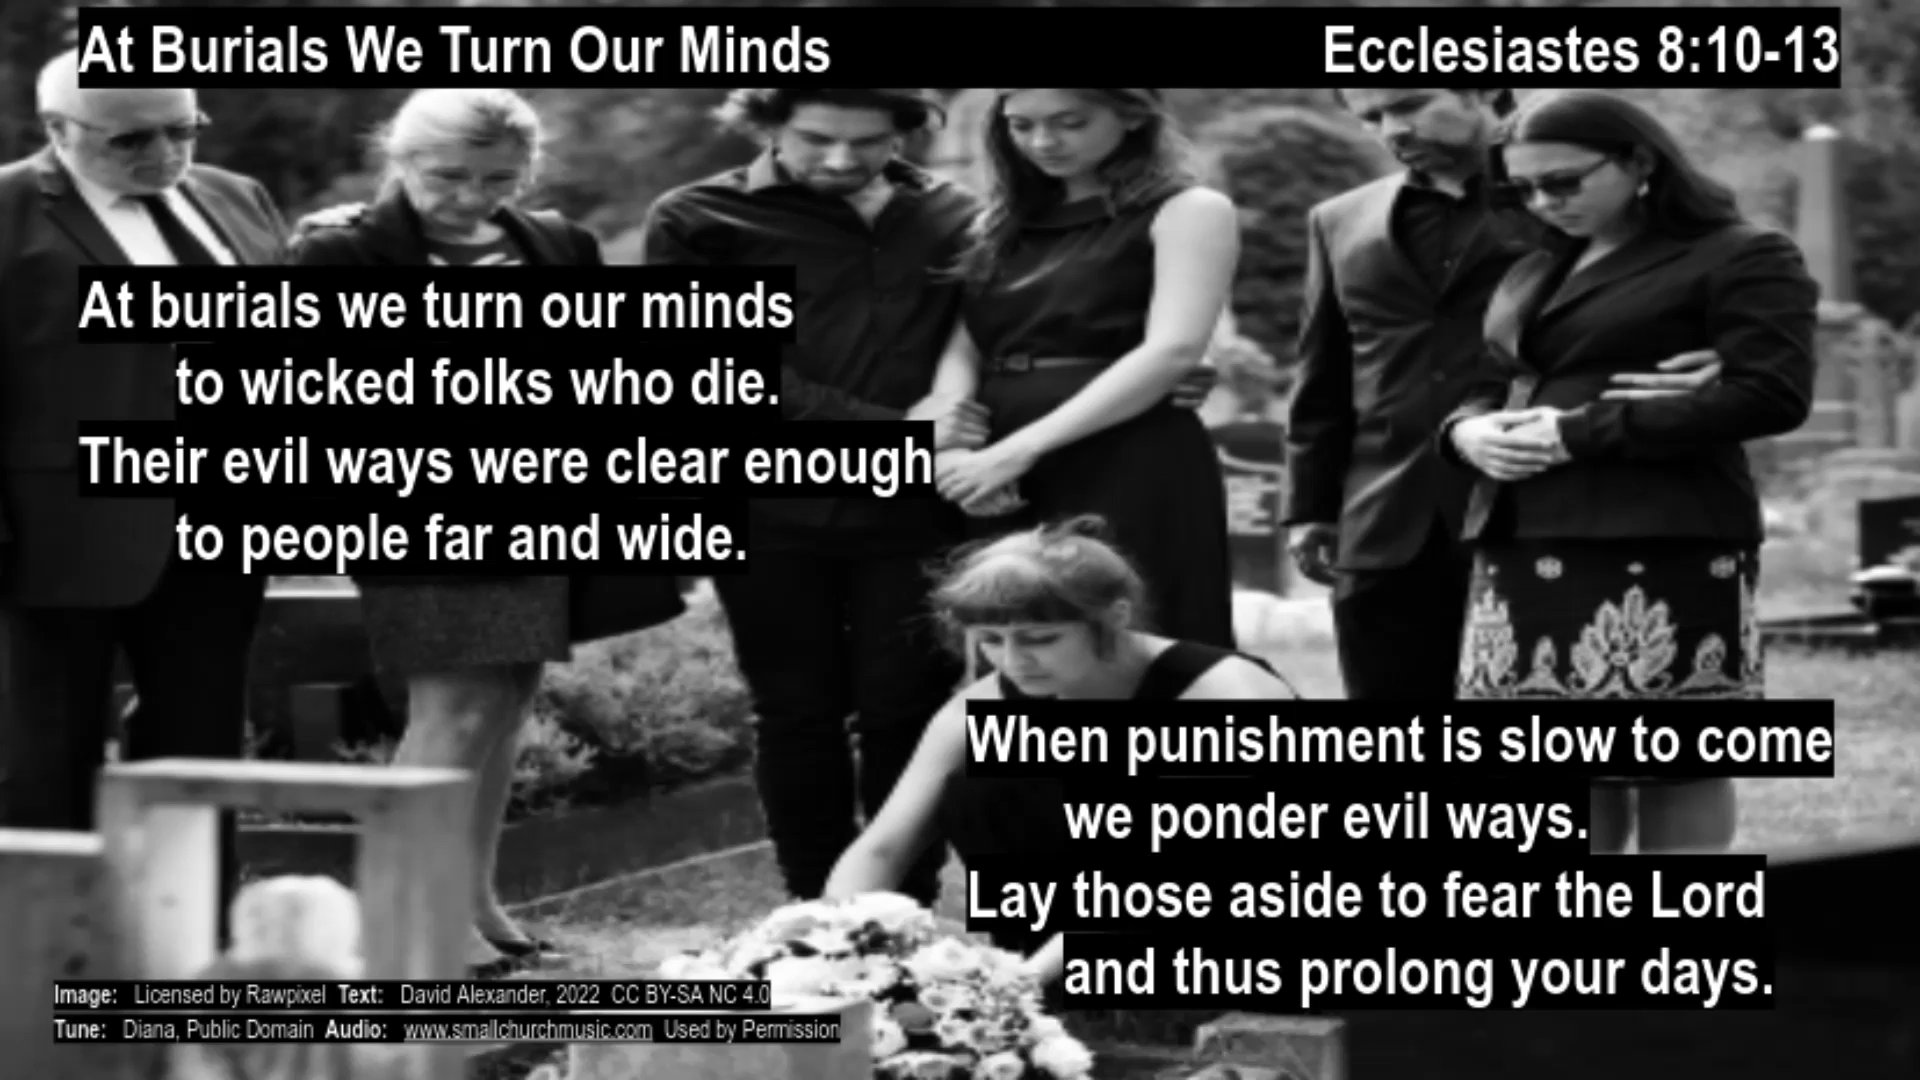 At Burials We Turn Our Minds Ecclesiastes 8:10-13
At burials we turn our minds
to wicked folks who die.
Their evil ways were clear enough
to people far and wide.
When punishment is slow to come
we ponder evil ways.
Lay those aside to fear the Lord
and thus prolong your days.
Image: Licensed by Rawpixel Text: David Alexander, 2022 CC BY-SA NC 4.0
Tune: Diana, Public Domain Audio: www.smallchurchmusic.com Used by Permission